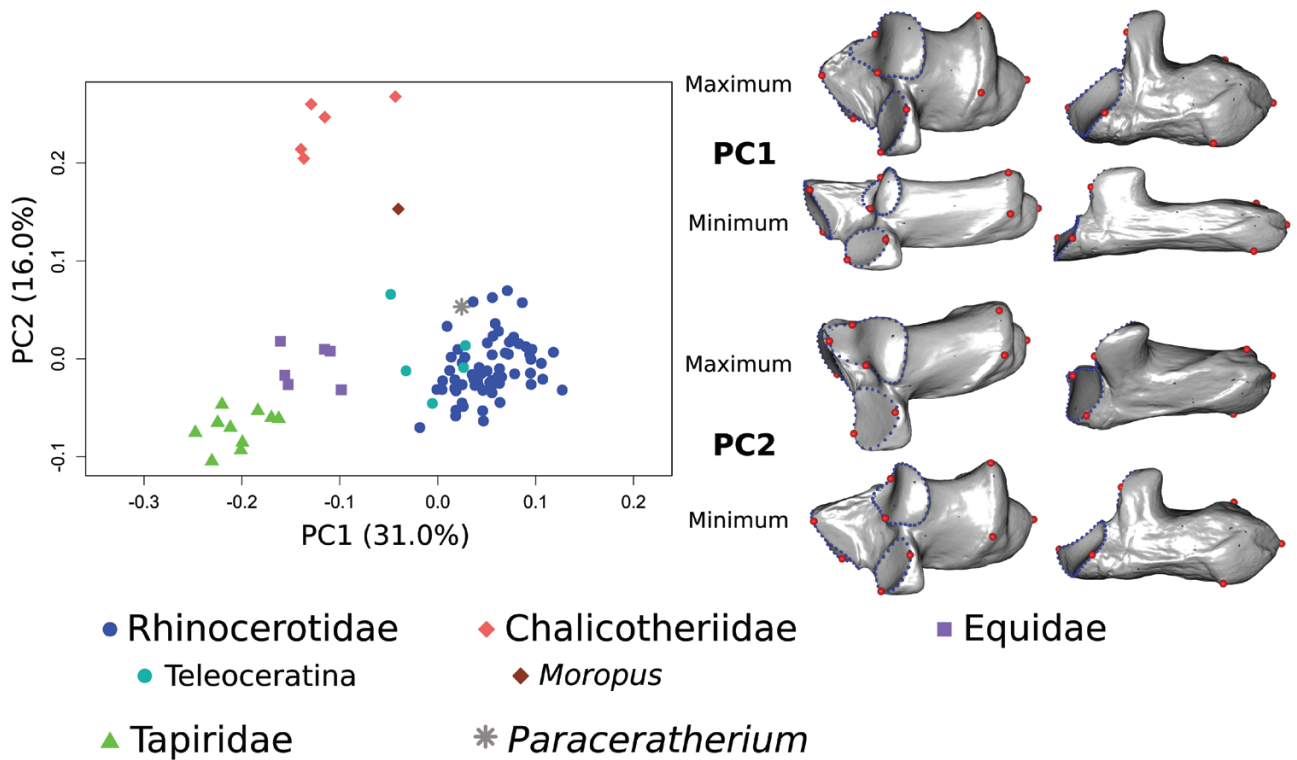 PC2 (16.0%)
0.2
0.1
0.0
-0.1
-0.3
-0.2
-0.1
0.0
0.1
0.2
PC1 (31.0%)
Maximum
PC1
Minimum
Maximum
PC2
Minimum
Rhinocerotidae
Chalicotheriidae
Equidae
Teleoceratina
Moropus
Tapiridae
Paraceratherium